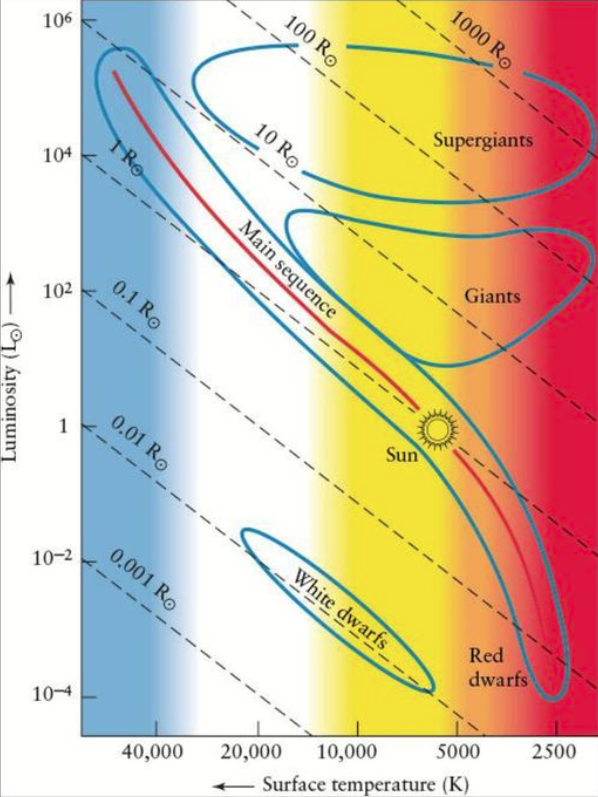 10⁶
10⁴
10²
1
10⁻²
10⁻⁴
Luminosity (L☉) →
100 R☉
1000 R☉
10 R☉
1 R☉
0.1 R☉
0.01 R☉
0.001 R☉
Supergiants
Main sequence
Giants
Sun
White dwarfs
Red
dwarfs
40,000 20,000 10,000 5000 2500
← Surface temperature (K)